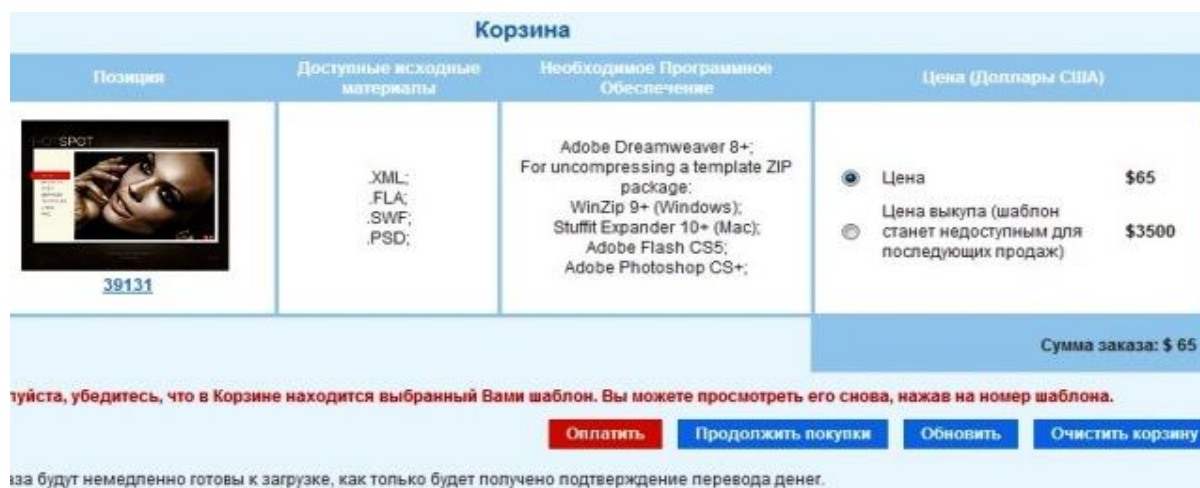 Корзина
Позиция
Доступные исходные
материалы
Необходимое Программное
Обеспечение
Цена (Доллары США)
HOTSPOT
39131
.XML;
.FLA;
.SWF;
.PSD;
Adobe Dreamweaver 8+;
For uncompressing a template ZIP
package:
WinZip 9+ (Windows);
Stuffit Expander 10+ (Mac);
Adobe Flash CS5;
Adobe Photoshop CS+;
Цена $65
Цена выкупа (шаблон
станет недоступным для
последующих продаж) $3500
Сумма заказа: $ 65
луйста, убедитесь, что в Корзине находится выбранный Вами шаблон. Вы можете просмотреть его снова, нажав на номер шаблона.
Оплатить Продолжить покупки Обновить Очистить корзину
аза будут немедленно готовы к загрузке, как только будет получено подтверждение перевода денег.